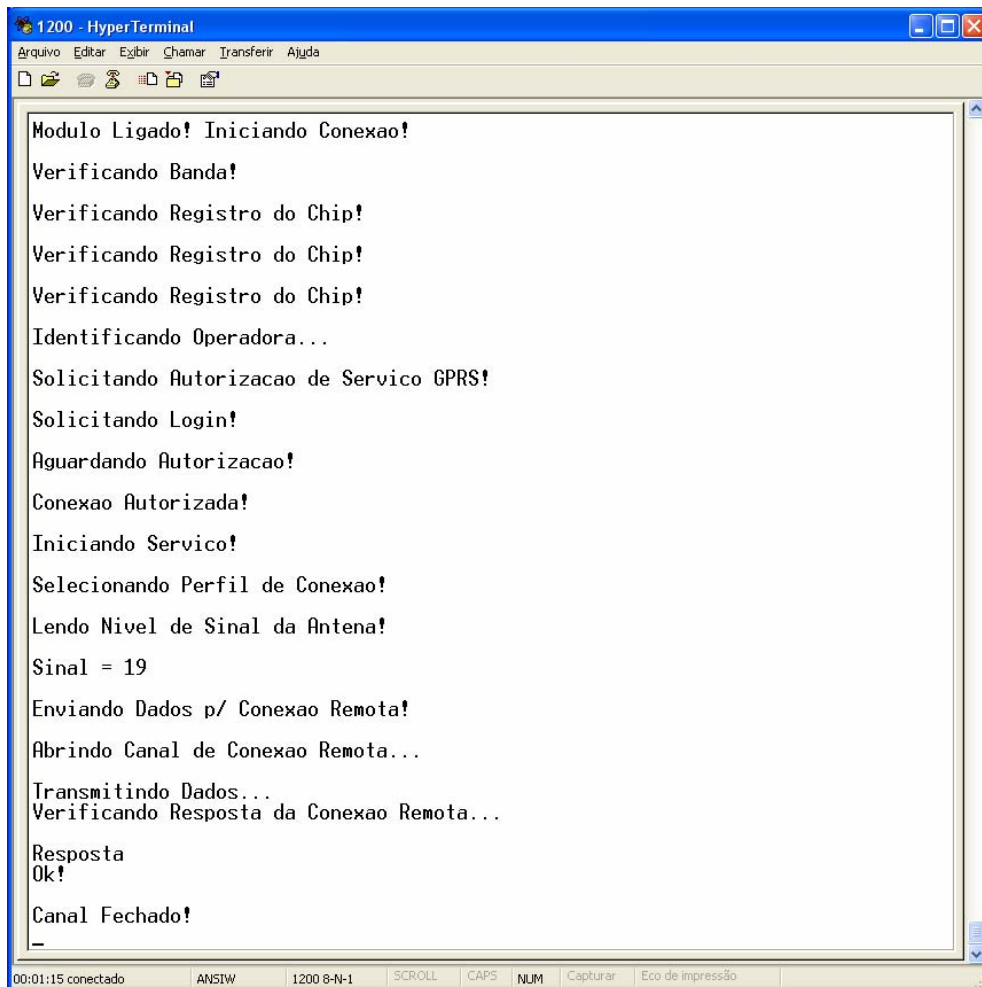 1200 - HyperTerminal
Arquivo Editar Exibir Chamar Transferir Ajuda
Modulo Ligado! Iniciando Conexao!
Verificando Banda!
Verificando Registro do Chip!
Verificando Registro do Chip!
Verificando Registro do Chip!
Identificando Operadora...
Solicitando Autorizacao de Servico GPRS!
Solicitando Login!
Aguardando Autorizacao!
Conexao Autorizada!
Iniciando Servico!
Selecionando Perfil de Conexao!
Lendo Nivel de Sinal da Antena!
Sinal = 19
Enviando Dados p/ Conexao Remota!
Abrindo Canal de Conexao Remota...
Transmitindo Dados...
Verificando Resposta da Conexao Remota...
Resposta
Ok!
Canal Fechado!
00:01:15 conectado ANSIW 1200 8-N-1 SCROLL CAPS NUM Capturar Eco de impressão